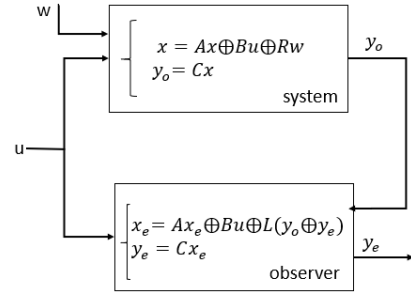 w
x = Ax⊕Bu⊕Rw
yₒ = Cx
system
yₒ
u
xₑ = Axₑ⊕Bu⊕L(yₒ⊕yₑ)
yₑ = Cxₑ
observer
yₑ